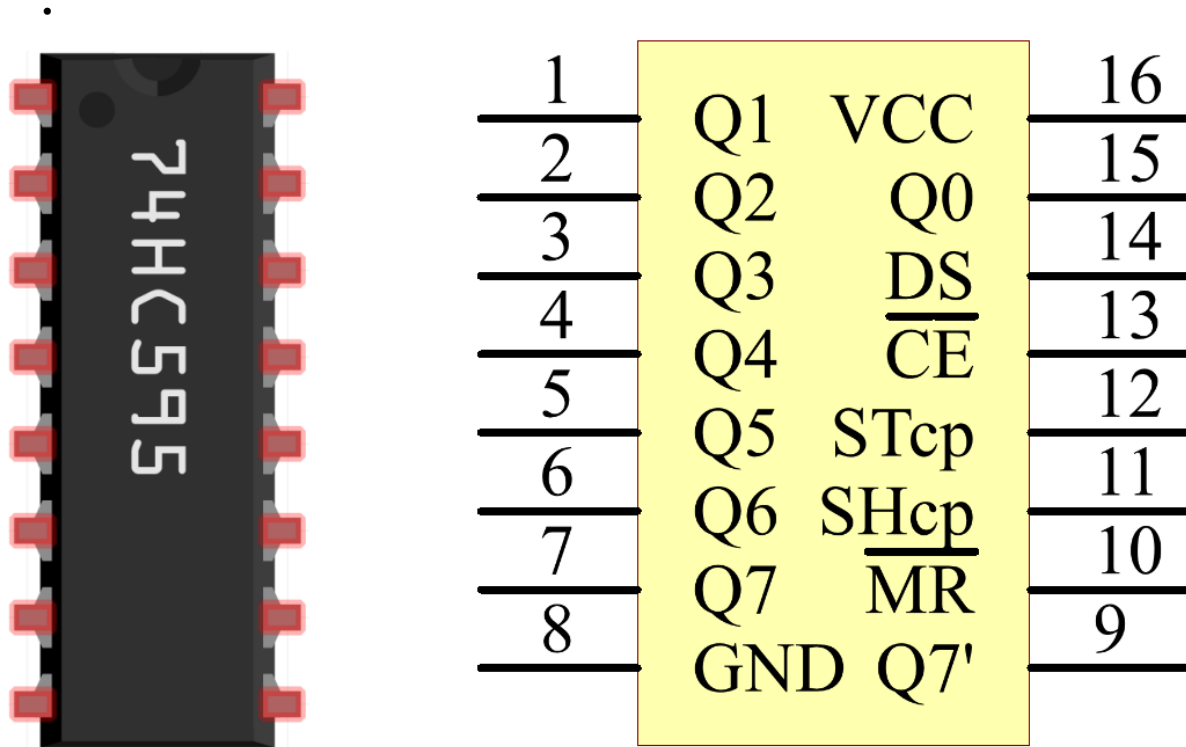 74HC595
1 Q1 VCC 16
2 Q2 Q0 15
3 Q3 DS 14
4 Q4 CE 13
5 Q5 STcp 12
6 Q6 SHcp 11
7 Q7 MR 10
8 GND Q7' 9